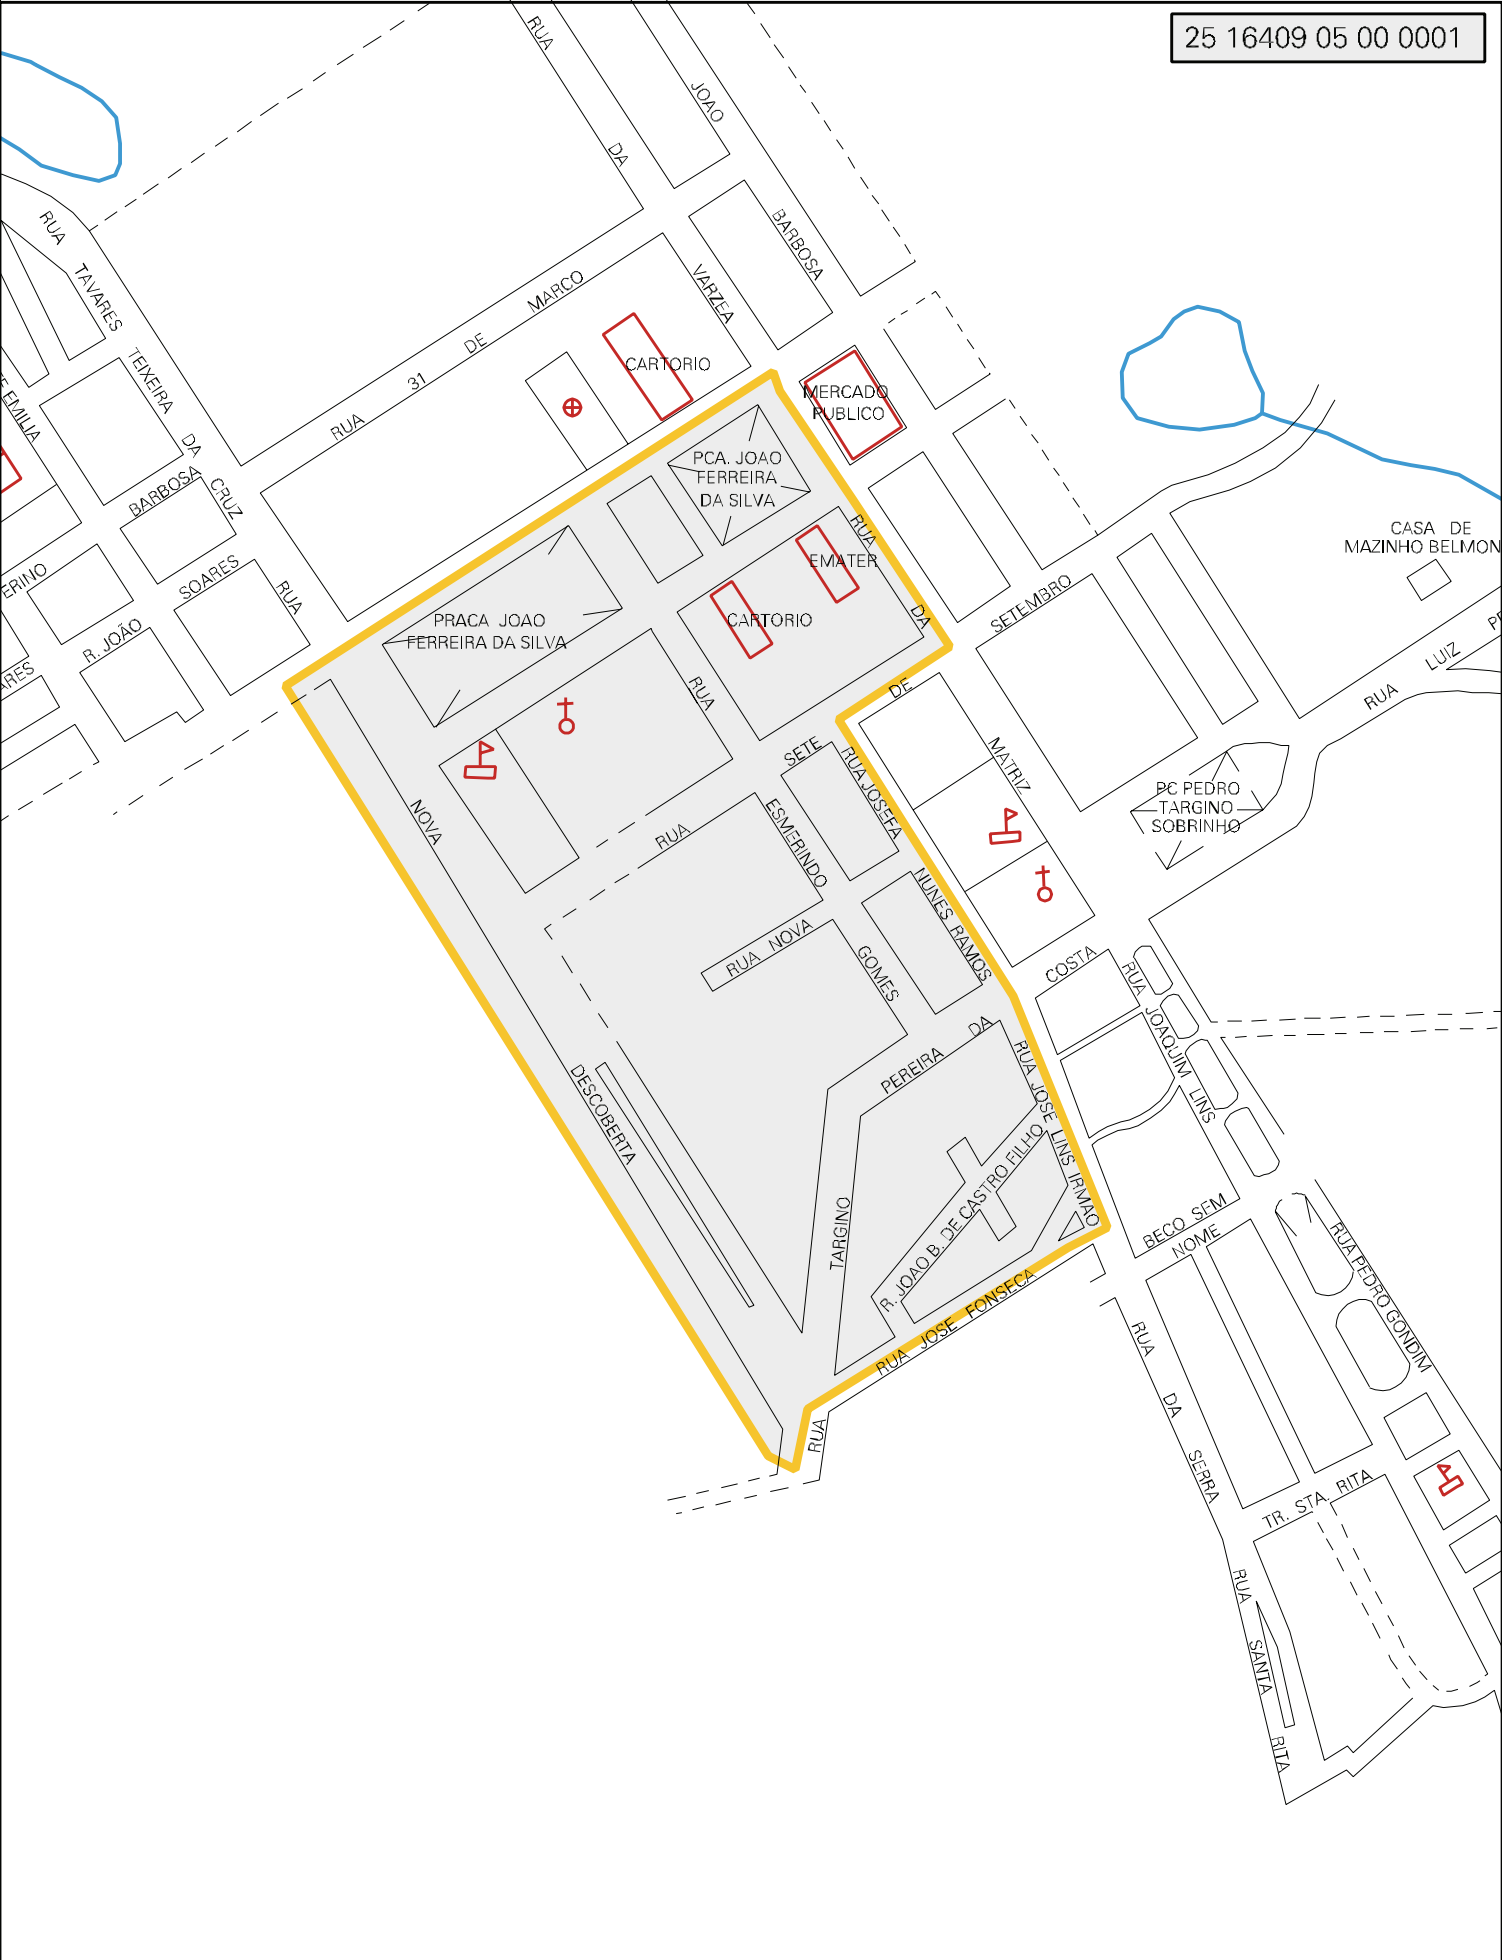 25 16409 05 00 0001
RUA
DA
VARZEA
JOAO
BARBOSA
RUA
TAVARES
TEIXEIRA
DA
CRUZ
RUA
EMILIA
RUA 31 DE MARCO
CARTORIO
MERCADO
PUBLICO
PCA. JOAO
FERREIRA
DA SILVA
BARBOSA
SOARES
R. JOÃO
ERINO
ARES
RUA
DA
MATRIZ
EMATER
CARTORIO
PRACA JOAO
FERREIRA DA SILVA
CASA DE
MAZINHO BELMON
SETE
DE
SETEMBRO
RUA
LUIZ
PC PEDRO
TARGINO
SOBRINHO
RUA
ESMERINDO
GOMES
RUA JOSEFA
NUNES RAMOS
NOVA
DESCOBERTA
RUA
RUA NOVA
COSTA
DA
PEREIRA
TARGINO
RUA
RUA JOAQUIM LINS
RUA JOSE LINS IRMAO
R. JOAO B. DE CASTRO FILHO
RUA JOSE FONSECA
BECO SEM
NOME
RUA PEDRO GONDIM
RUA
DA
SERRA
TR. STA. RITA
RUA
SANTA
RITA